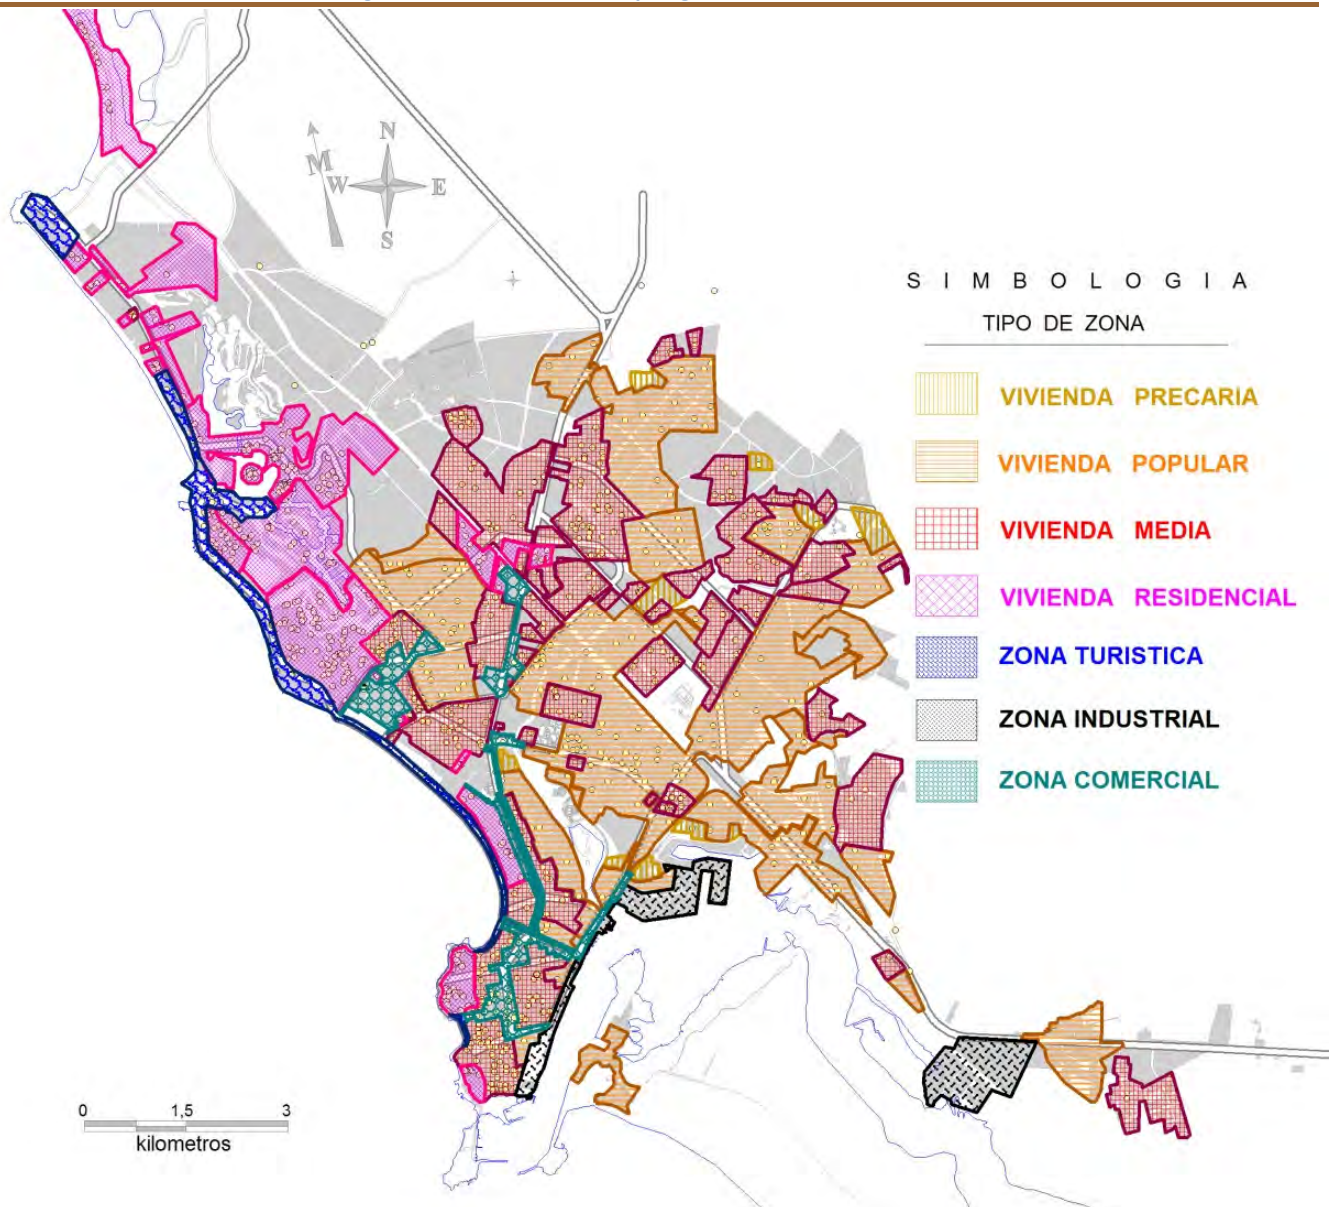 N
M
W
E
S
S I M B O L O G I A
TIPO DE ZONA
VIVIENDA PRECARIA
VIVIENDA POPULAR
VIVIENDA MEDIA
VIVIENDA RESIDENCIAL
ZONA TURISTICA
ZONA INDUSTRIAL
ZONA COMERCIAL
0 1,5 3
kilometros